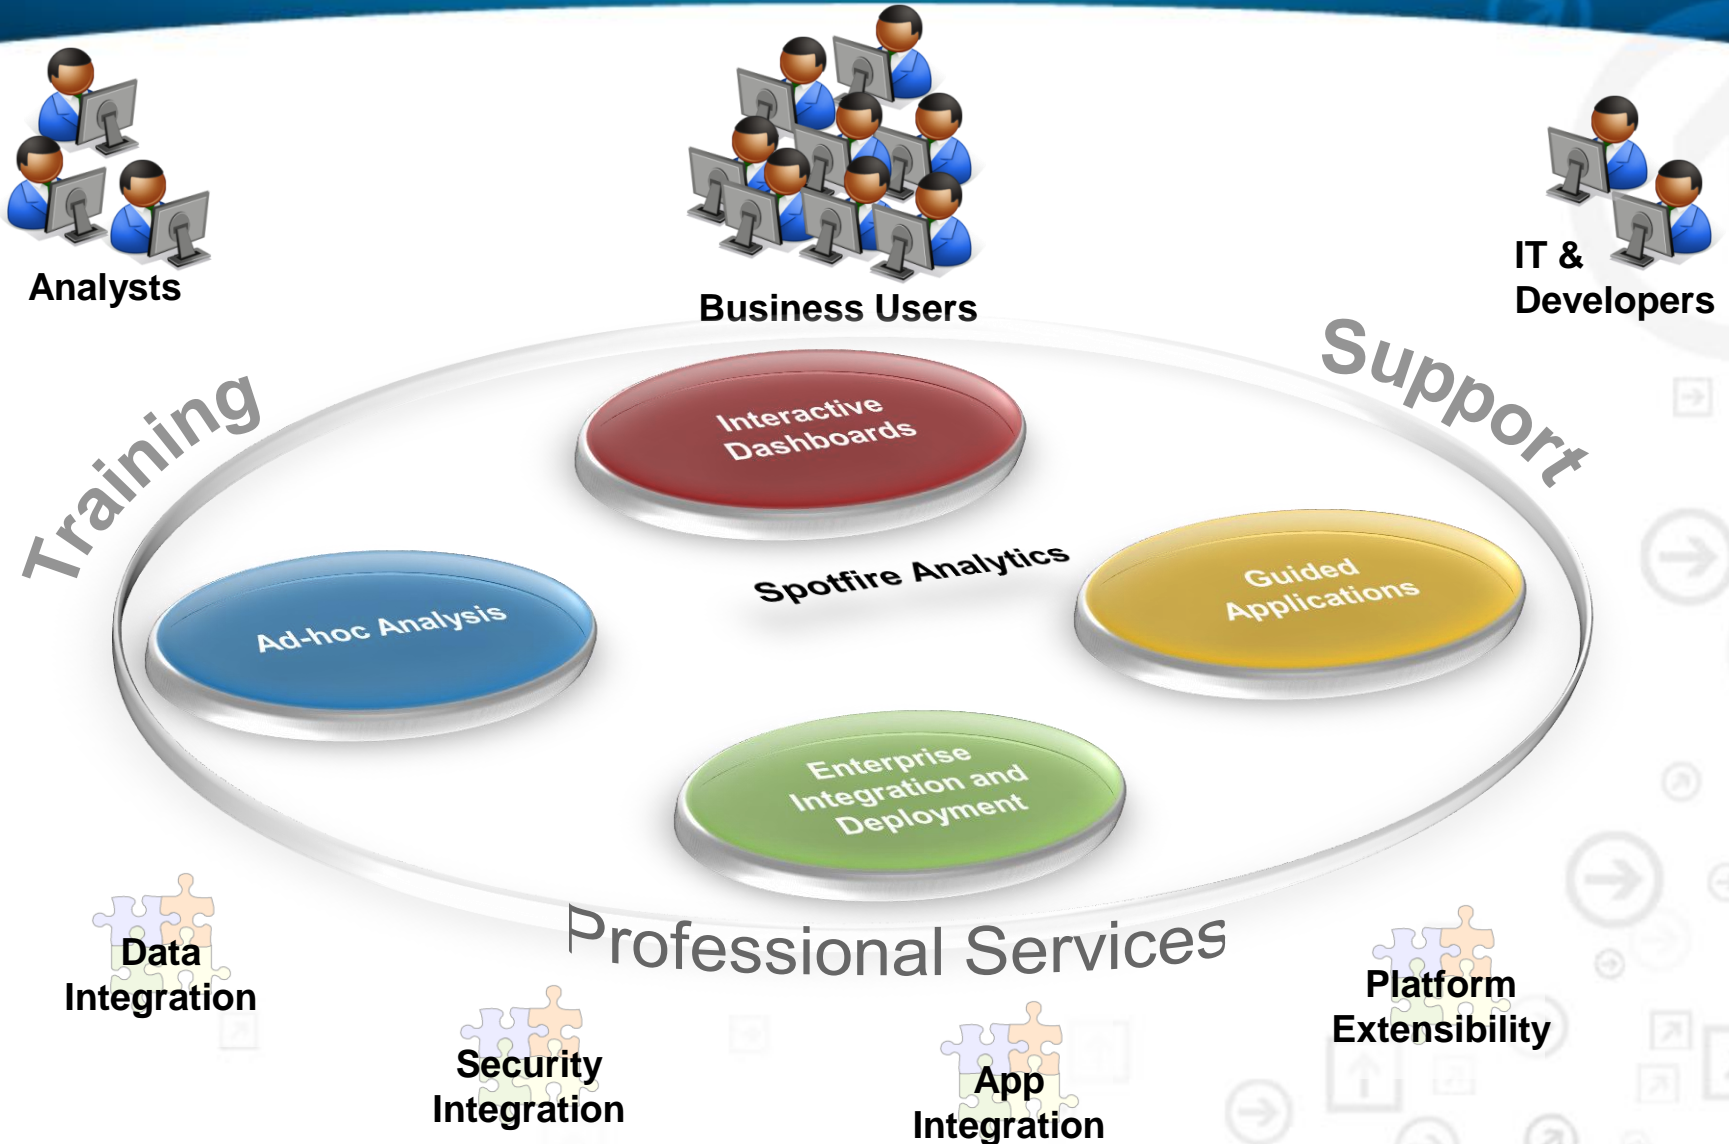 Analysts
Business Users
IT &
Developers
Training
Support
Interactive
Dashboards
Spotfire Analytics
Guided
Applications
Ad-hoc Analysis
Enterprise
Integration and
Deployment
Professional Services
Data
Integration
Security
Integration
App
Integration
Platform
Extensibility